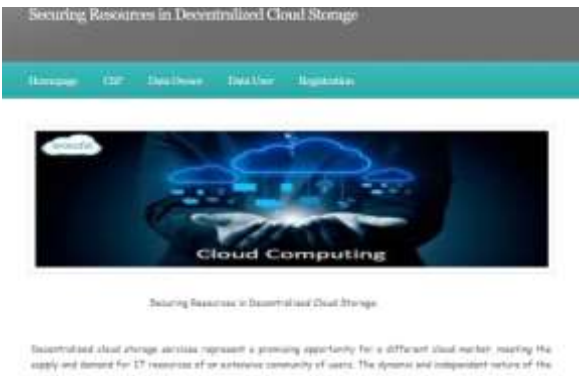 Securing Resources in Decentralized Cloud Storage
Homepage CSP Data Owner Data User Registration
Cloud Computing
Securing Resources in Decentralised Cloud Storage
Decentralised cloud storage services represent a promising opportunity for a different cloud market, meeting the
supply and demand for IT resources of an extensive community of users. The dynamic and independent nature of the